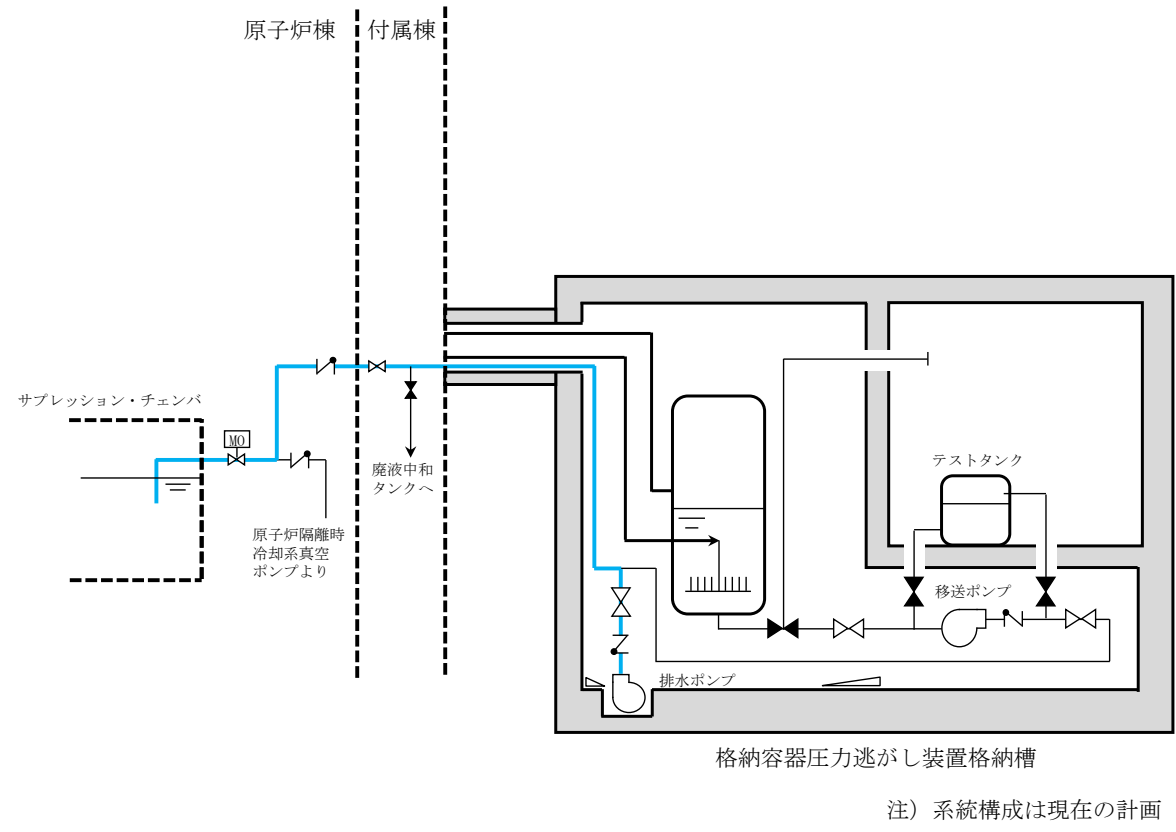 原子炉棟
付属棟
サプレッション・チェンバ
MO
廃液中和
タンクへ
原子炉隔離時
冷却系真空
ポンプより
テストタンク
移送ポンプ
排水ポンプ
格納容器圧力逃がし装置格納槽
注）系統構成は現在の計画